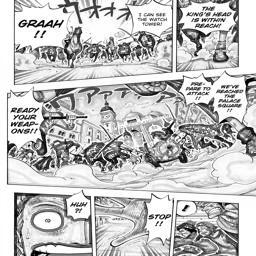 THE
KING'S HEAD
IS WITHIN
REACH!
I CAN SEE
THE WATCH
TOWER!
GRAAH
!!
WE'VE
REACHED
THE
PALACE
SQUARE
!!
PRE-
PARE TO
ATTACK
!!
READY
YOUR
WEAP-
ONS!!
!
STOP
!!
HUH
?!